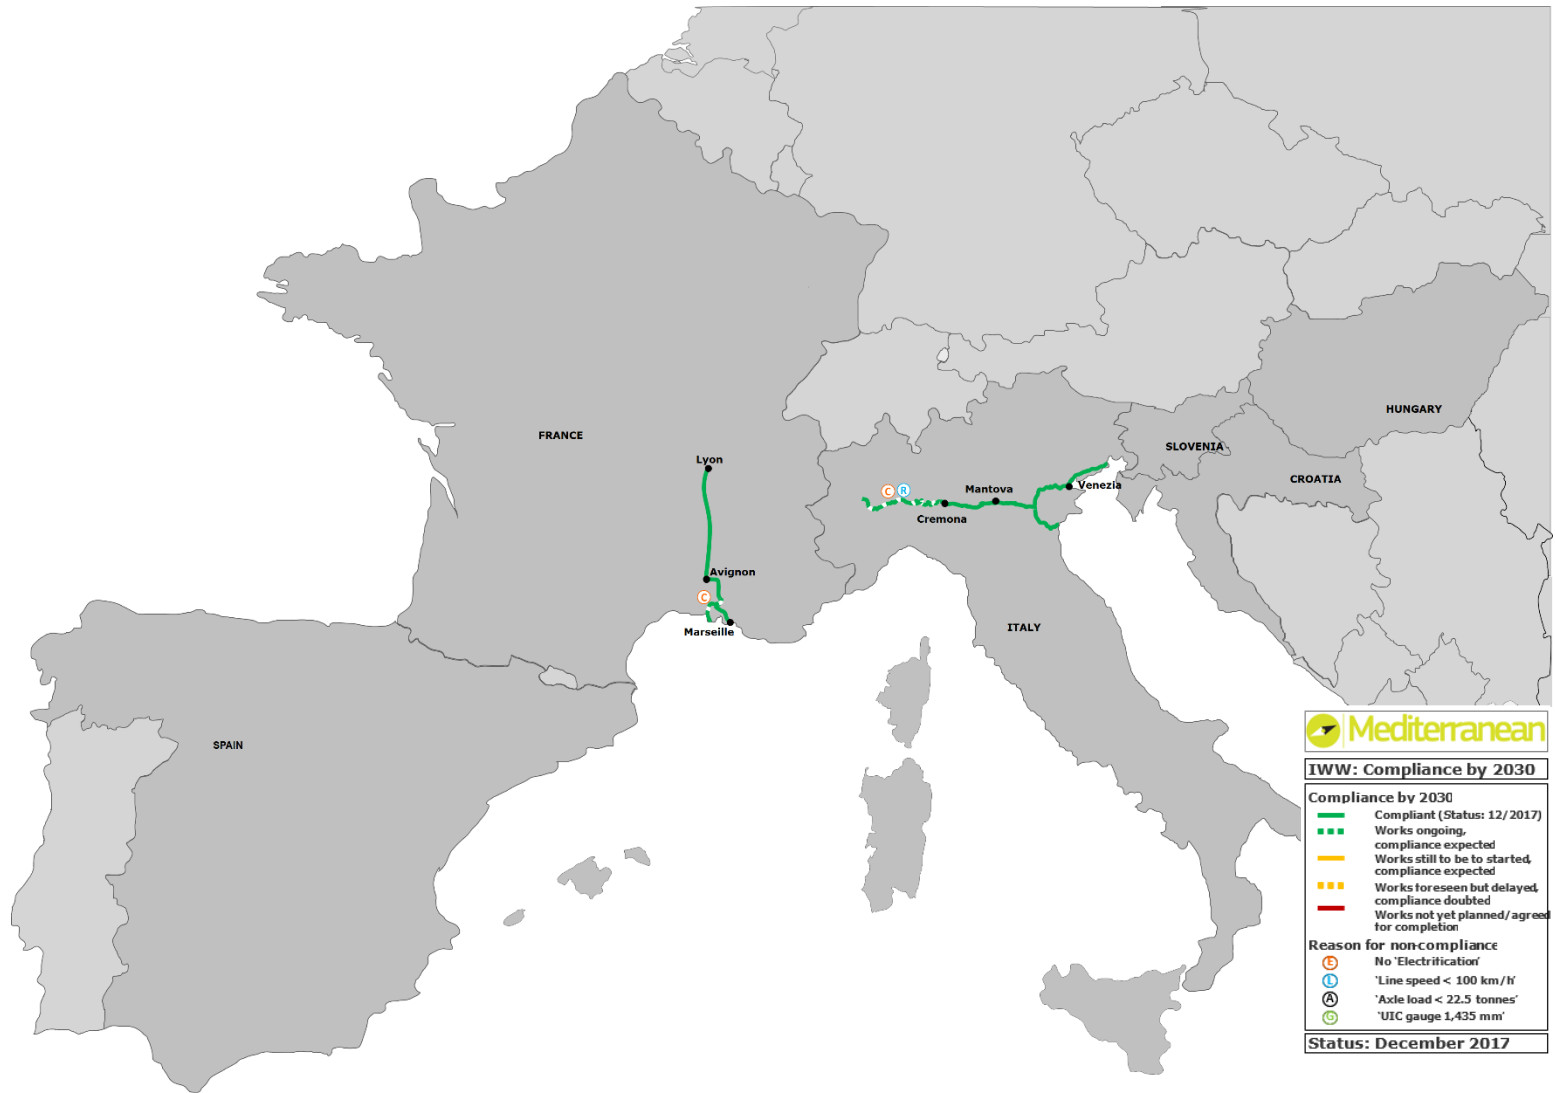 FRANCE
HUNGARY
SLOVENIA
CROATIA
Lyon
Mantova
Venezia
C
R
Cremona
Avignon
C
Marseille
ITALY
SPAIN
Mediterranean
IWW: Compliance by 2030
Compliance by 2030
Compliant (Status: 12/2017)
Works ongoing,
compliance expected
Works still to be to started,
compliance expected
Works foreseen but delayed,
compliance doubted
Works not yet planned/agreed
for completion
Reason for non-compliance
E No 'Electrification'
L 'Line speed < 100 km/h'
A 'Axle load < 22.5 tonnes'
G 'UIC gauge 1,435 mm'
Status: December 2017